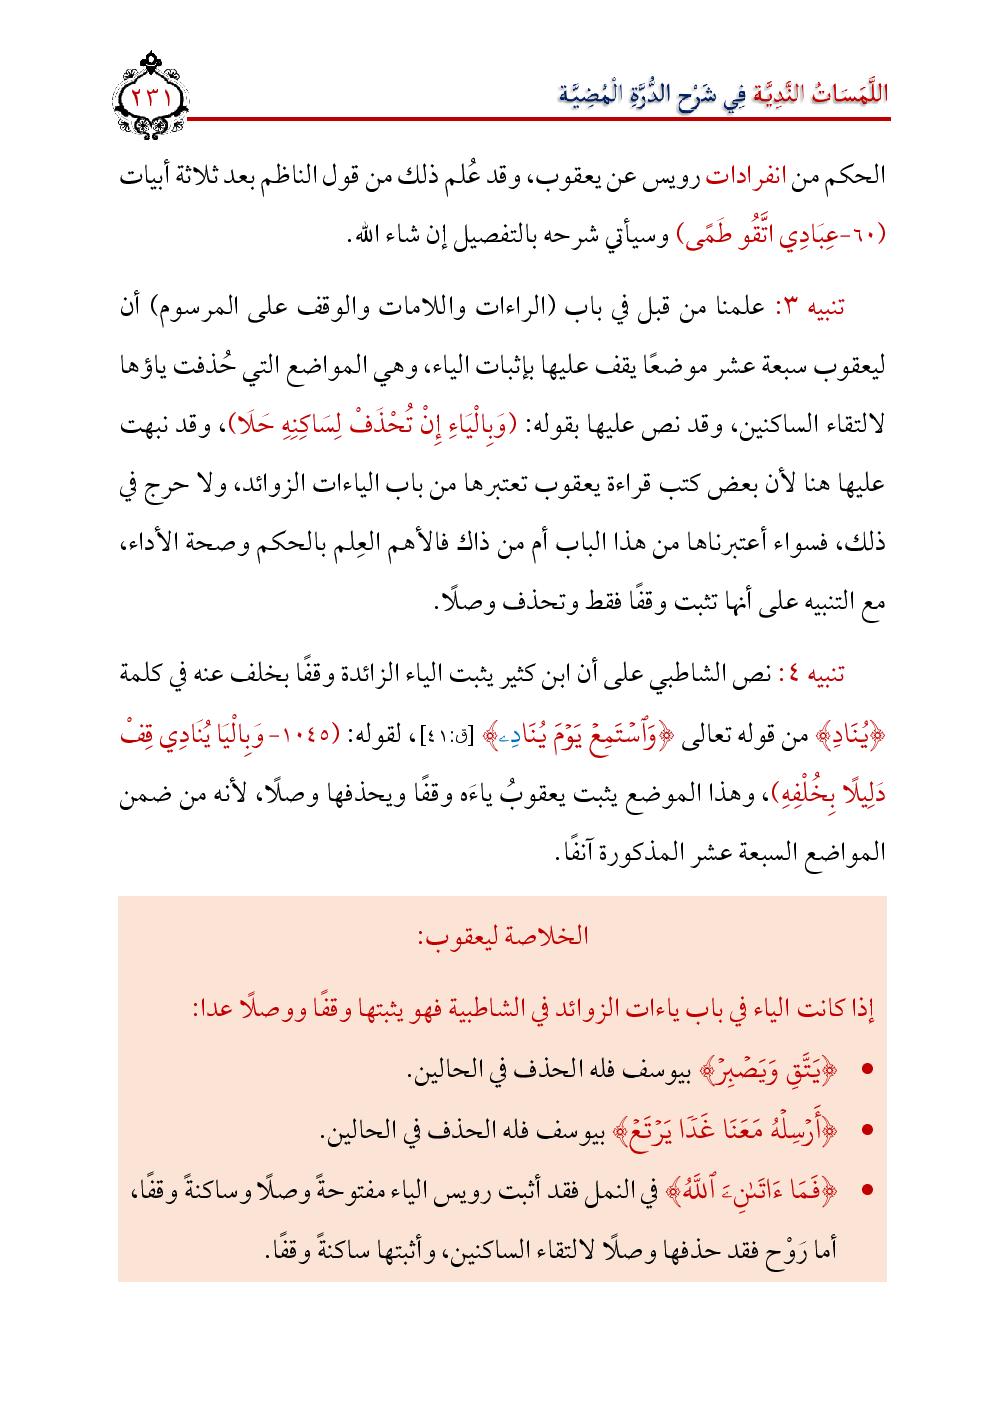 اللَّمَسَاتُ النَّدِيَّة فِي شَرْح الدُّرَّةِ الْمُضِيَّة
٢٣١
الحكم من انفرادات رويس عن يعقوب، وقد عُلم ذلك من قول الناظم بعد ثلاثة أبيات
(٦٠-عِبَادِي اتَّقُو طَمًى) وسيأتي شرحه بالتفصيل إن شاء الله.
تنبيه ٣: علمنا من قبل في باب (الراءات واللامات والوقف على المرسوم) أن
ليعقوب سبعة عشر موضعًا يقف عليها بإثبات الياء، وهي المواضع التي حُذفت ياؤها
لالتقاء الساكنين، وقد نص عليها بقوله: (وَبِالْيَاءِ إِنْ تُحْذَفْ لِسَاكِنِهِ حَلَا)، وقد نبهت
عليها هنا لأن بعض كتب قراءة يعقوب تعتبرها من باب الياءات الزوائد، ولا حرج في
ذلك، فسواء أعتبرناها من هذا الباب أم من ذاك فالأهم العِلم بالحكم وصحة الأداء،
مع التنبيه على أنها تثبت وقفًا فقط وتحذف وصلًا.
تنبيه ٤: نص الشاطبي على أن ابن كثير يثبت الياء الزائدة وقفًا بخلف عنه في كلمة
﴿يُنَادِ﴾ من قوله تعالى ﴿وَٱسۡتَمِعۡ يَوۡمَ يُنَادِۦ﴾ [ق:٤١]، لقوله: (١٠٤٥- وَبِالْيَا يُنَادِي قِفْ
دَلِيلًا بِخُلْفِهِ)، وهذا الموضع يثبت يعقوبُ ياءَه وقفًا ويحذفها وصلًا، لأنه من ضمن
المواضع السبعة عشر المذكورة آنفًا.
الخلاصة ليعقوب:
إذا كانت الياء في باب ياءات الزوائد في الشاطبية فهو يثبتها وقفًا ووصلًا عدا:
• ﴿يَتَّقِ وَيَصۡبِرۡ﴾ بيوسف فله الحذف في الحالين.
• ﴿أَرۡسِلۡهُ مَعَنَا غَدٗا يَرۡتَعۡ﴾ بيوسف فله الحذف في الحالين.
• ﴿فَمَا ءَاتَىٰنِۦَ ٱللَّهُ﴾ في النمل فقد أثبت رويس الياء مفتوحةً وصلًا وساكنةً وقفًا،
أما رَوْح فقد حذفها وصلًا لالتقاء الساكنين، وأثبتها ساكنةً وقفًا.